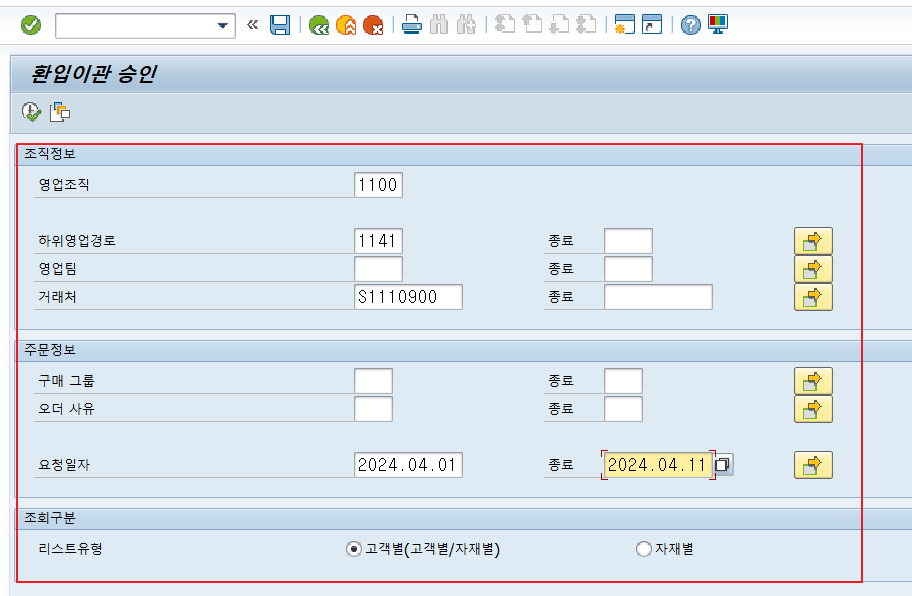 환입이관 승인
조직정보
영업조직 1100
하위영업경로 1141 종료
영업팀 종료
거래처 S1110900 종료
주문정보
구매 그룹 종료
오더 사유 종료
요청일자 2024.04.01 종료 2024.04.11
조회구분
리스트유형 고객별(고객별/자재별) 자재별